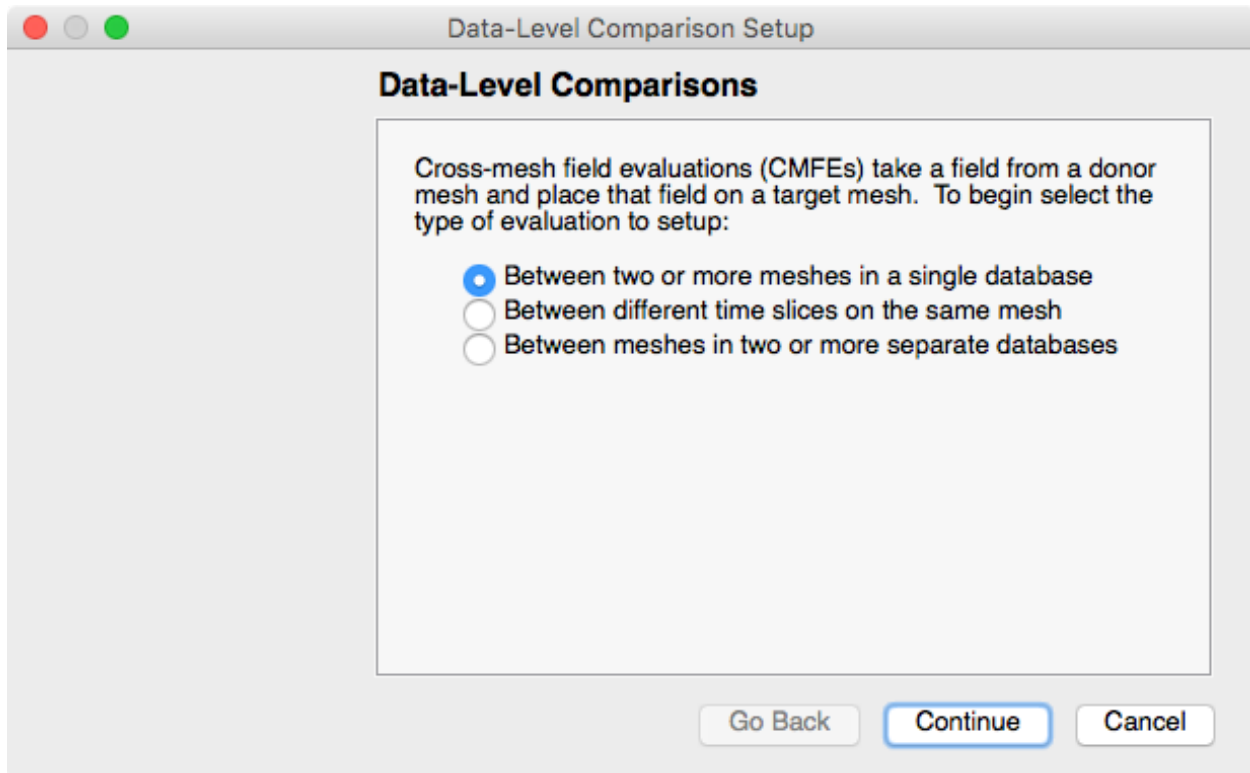 Data-Level Comparison Setup
Data-Level Comparisons
Cross-mesh field evaluations (CMFEs) take a field from a donor
mesh and place that field on a target mesh.  To begin select the
type of evaluation to setup:
Between two or more meshes in a single database
Between different time slices on the same mesh
Between meshes in two or more separate databases
Go Back
Continue
Cancel